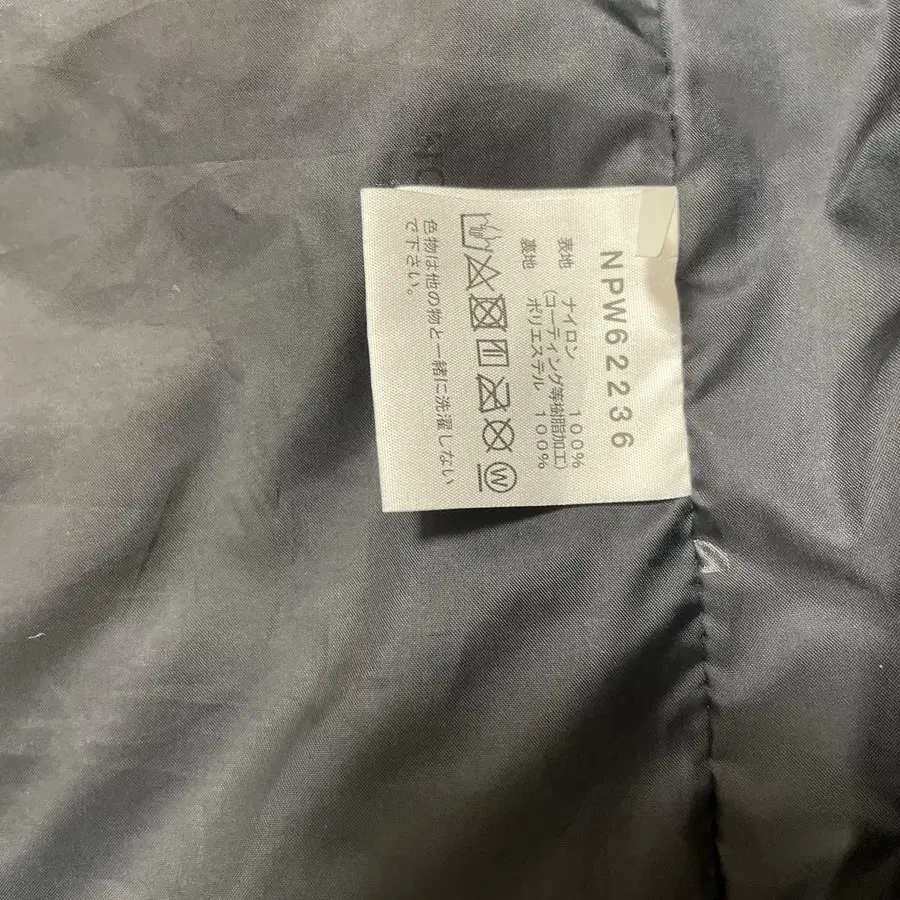 NPW62236
表地 ナイロン 100%
(コーティング等樹脂加工)
裏地 ポリエステル 100%
W
色物は他の物と一緒に洗濯しない
で下さい。